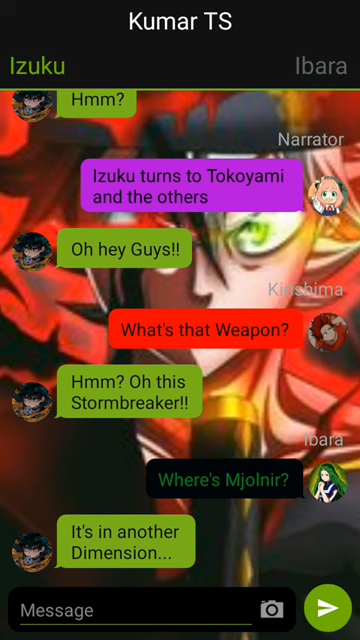 Kumar TS
Izuku
Ibara
Hmm?
Narrator
Izuku turns to Tokoyami
and the others
Oh hey Guys!!
Kirishima
What's that Weapon?
Hmm? Oh this
Stormbreaker!!
Ibara
Where's Mjolnir?
It's in another
Dimension...
Message